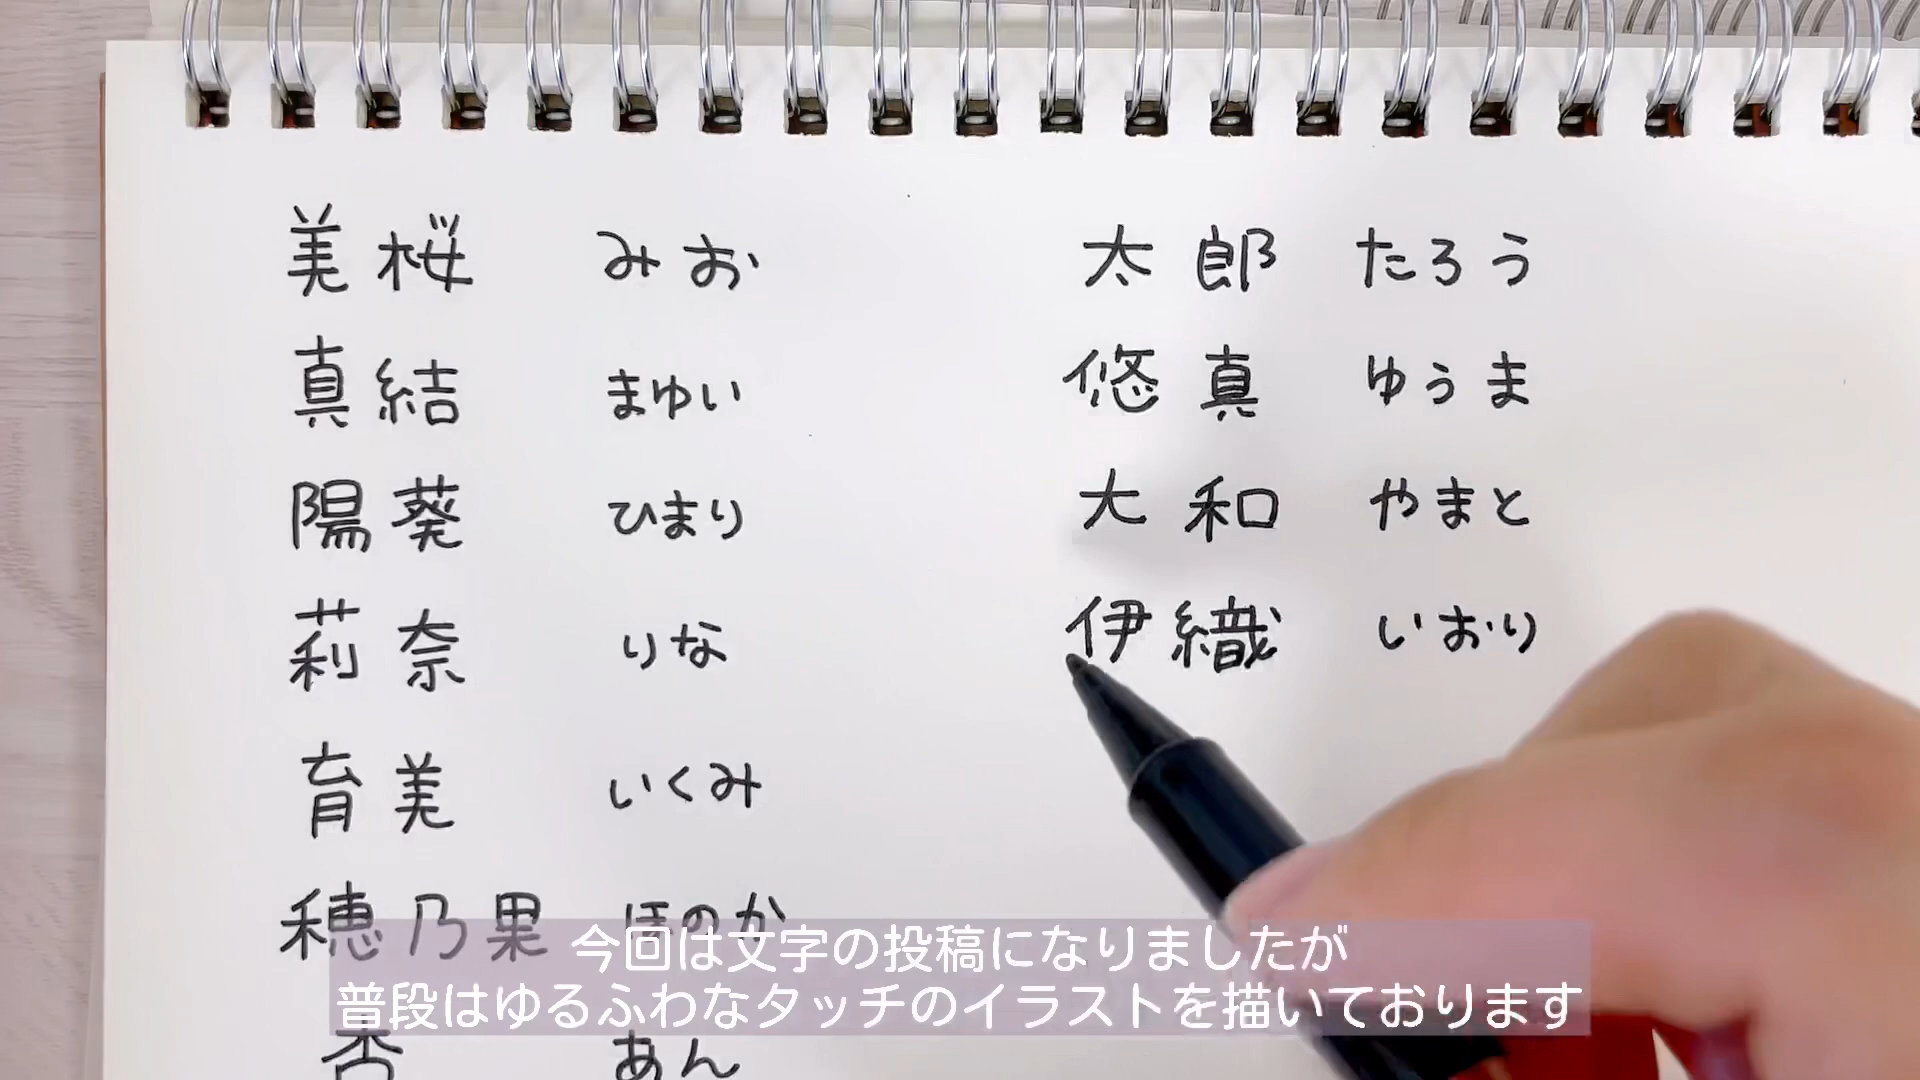 美桜 みお
真結 まゆい
陽葵 ひまり
莉奈 りな
育美 いくみ
穂乃果 ほのか
杏 あん
太郎 たろう
悠真 ゆうま
大和 やまと
伊織 いおり
今回は文字の投稿になりましたが
普段はゆるふわなタッチのイラストを描いております